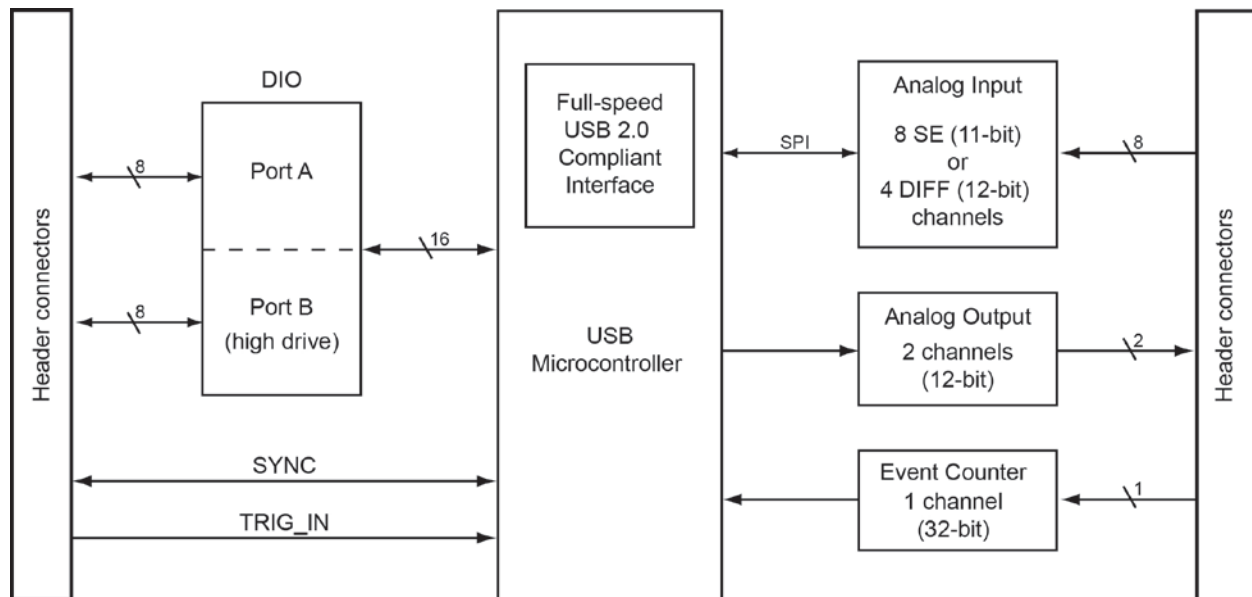 Header connectors
DIO
8
Port A
16
8
Port B
(high drive)
SYNC
TRIG_IN
Full-speed
USB 2.0
Compliant
Interface
USB
Microcontroller
SPI
Analog Input
8 SE (11-bit)
or
4 DIFF (12-bit)
channels
8
Analog Output
2 channels
(12-bit)
2
Event Counter
1 channel
(32-bit)
1
Header connectors